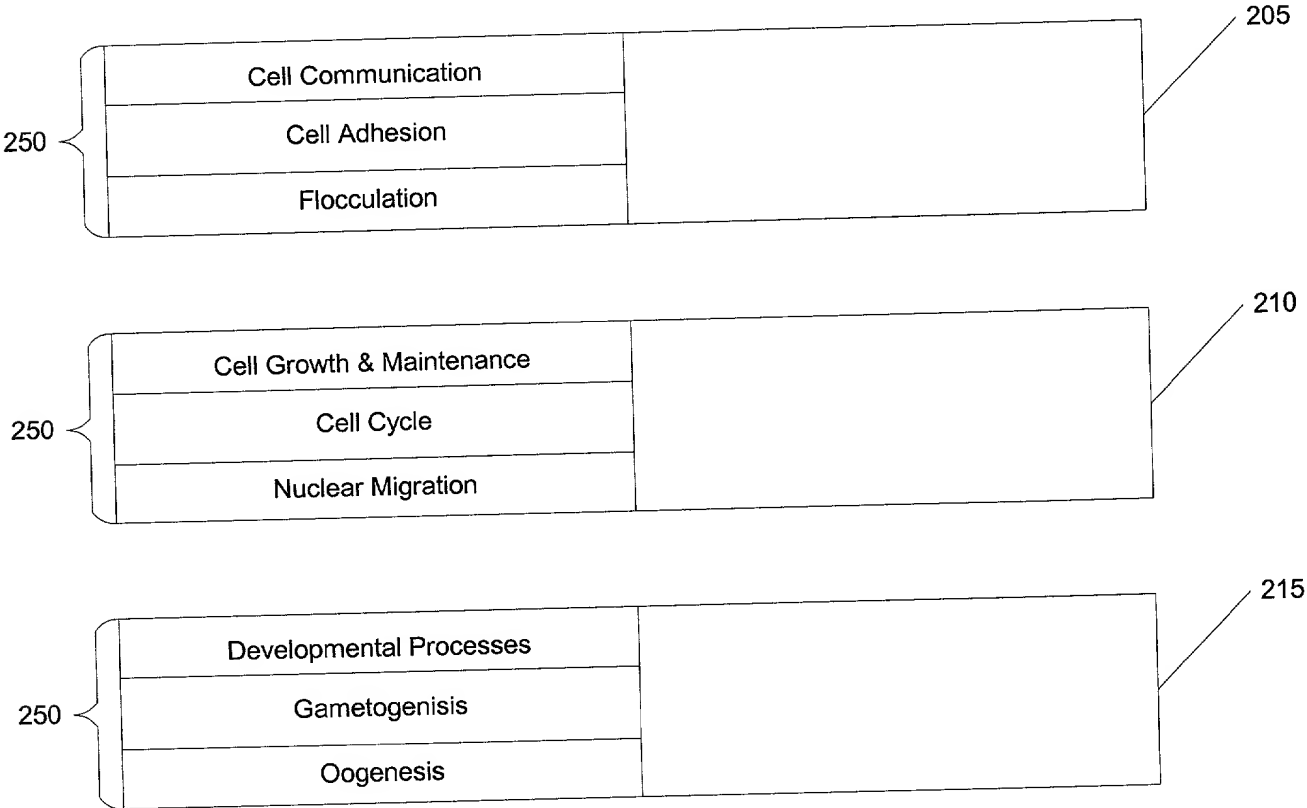 205
Cell Communication
250
Cell Adhesion
Flocculation
210
Cell Growth & Maintenance
250
Cell Cycle
Nuclear Migration
215
Developmental Processes
250
Gametogenisis
Oogenesis